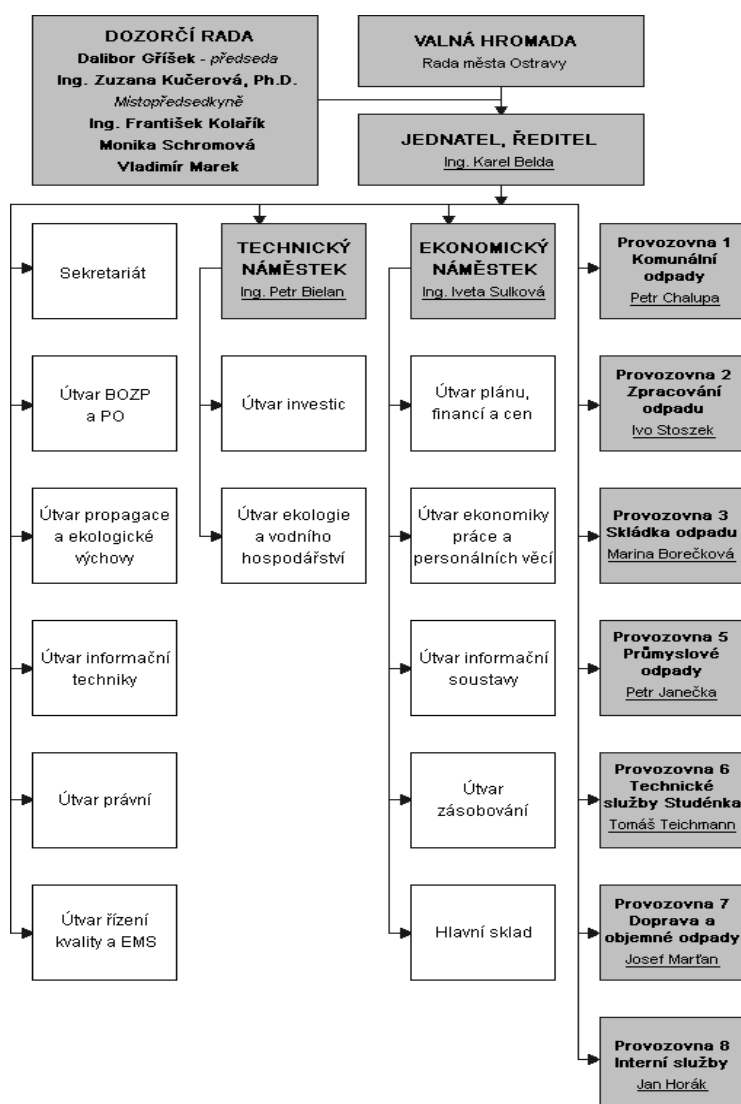 DOZORČÍ RADA
Dalibor Gříšek - předseda
Ing. Zuzana Kučerová, Ph.D.
Místopředsedkyně
Ing. František Kolařík
Monika Schromová
Vladimír Marek
VALNÁ HROMADA
Rada města Ostravy
JEDNATEL, ŘEDITEL
Ing. Karel Belda
Sekretariát
Útvar BOZP
a PO
Útvar propagace
a ekologické
výchovy
Útvar informační
techniky
Útvar právní
Útvar řízení
kvality a EMS
TECHNICKÝ
NÁMĚSTEK
Ing. Petr Bielan
Útvar investic
Útvar ekologie
a vodního
hospodářství
EKONOMICKÝ
NÁMĚSTEK
Ing. Iveta Sulková
Útvar plánu,
financí a cen
Útvar ekonomiky
práce a
personálních věcí
Útvar informační
soustavy
Útvar
zásobování
Hlavní sklad
Provozovna 1
Komunální
odpady
Petr Chalupa
Provozovna 2
Zpracování
odpadu
Ivo Stoszek
Provozovna 3
Skládka odpadu
Marina Borečková
Provozovna 5
Průmyslové
odpady
Petr Janečka
Provozovna 6
Technické
služby Studénka
Tomáš Teichmann
Provozovna 7
Doprava a
objemné odpady
Josef Marťan
Provozovna 8
Interní služby
Jan Horák